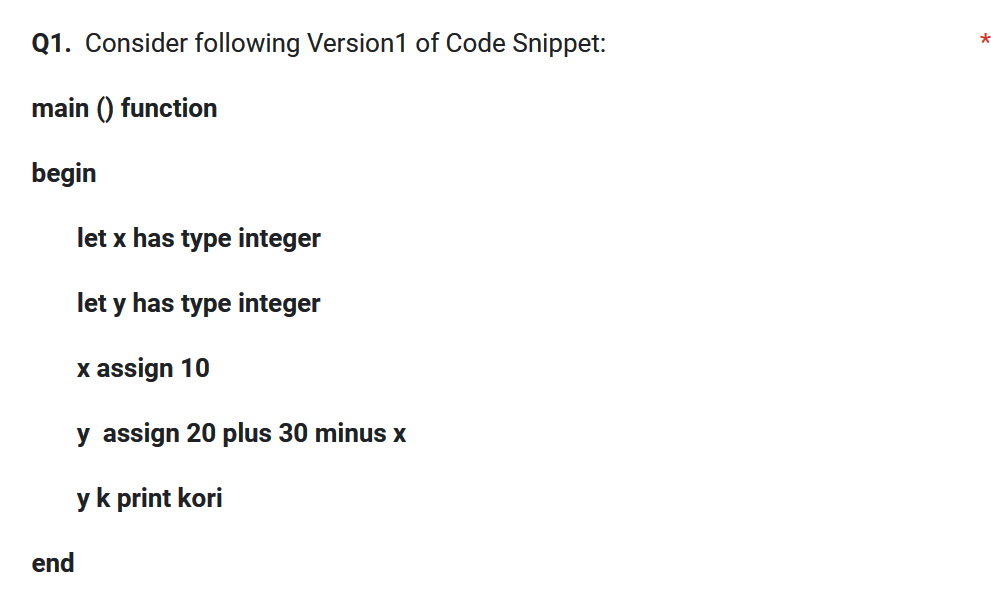 Q1. Consider following Version1 of Code Snippet: *
main () function
begin
let x has type integer
let y has type integer
x assign 10
y assign 20 plus 30 minus x
y k print kori
end